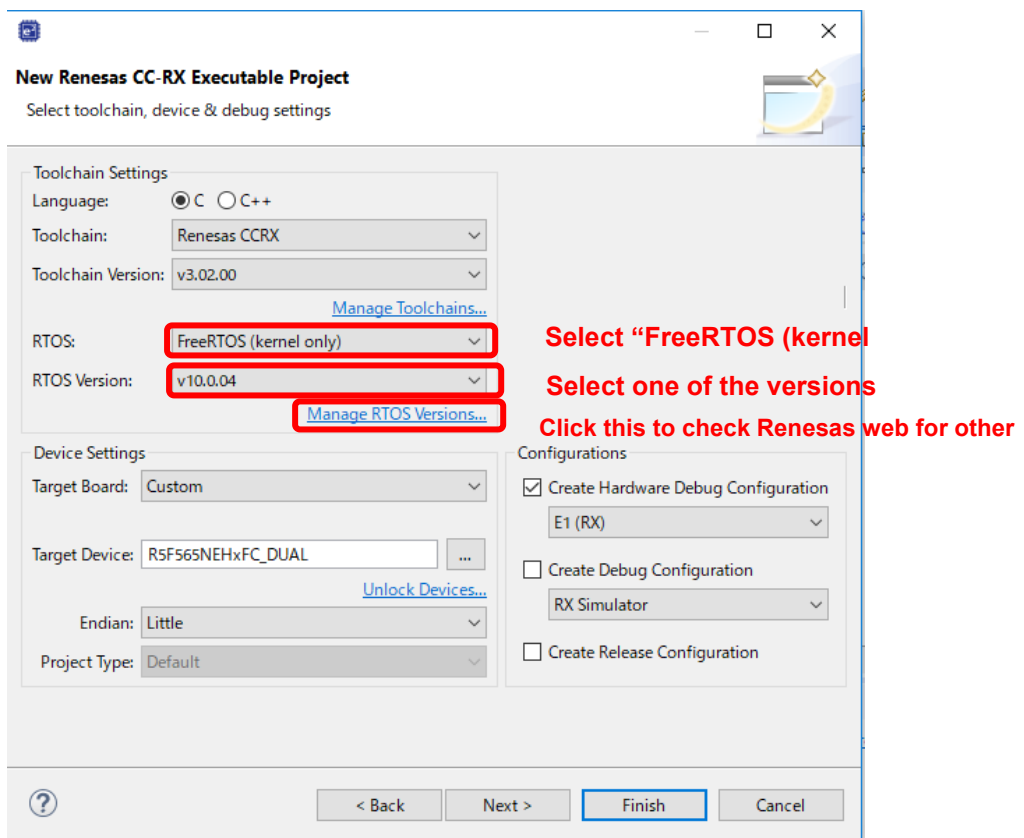 New Renesas CC-RX Executable Project
Select toolchain, device & debug settings
Toolchain Settings
Language: C C++
Toolchain: Renesas CCRX
Toolchain Version: v3.02.00
Manage Toolchains...
RTOS: FreeRTOS (kernel only) Select “FreeRTOS (kernel
RTOS Version: v10.0.04 Select one of the versions
Manage RTOS Versions... Click this to check Renesas web for other
Device Settings
Target Board: Custom
Target Device: R5F565NEHxFC_DUAL ...
Unlock Devices...
Endian: Little
Project Type: Default
Configurations
Create Hardware Debug Configuration
E1 (RX)
Create Debug Configuration
RX Simulator
Create Release Configuration
? < Back Next > Finish Cancel